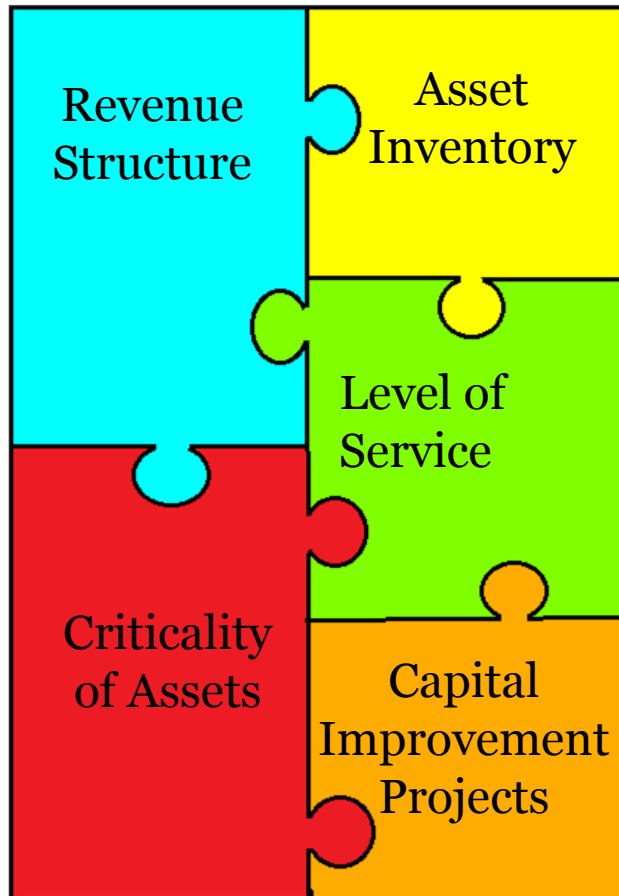 Revenue
Structure
Asset
Inventory
Level of
Service
Criticality
of Assets
Capital
Improvement
Projects